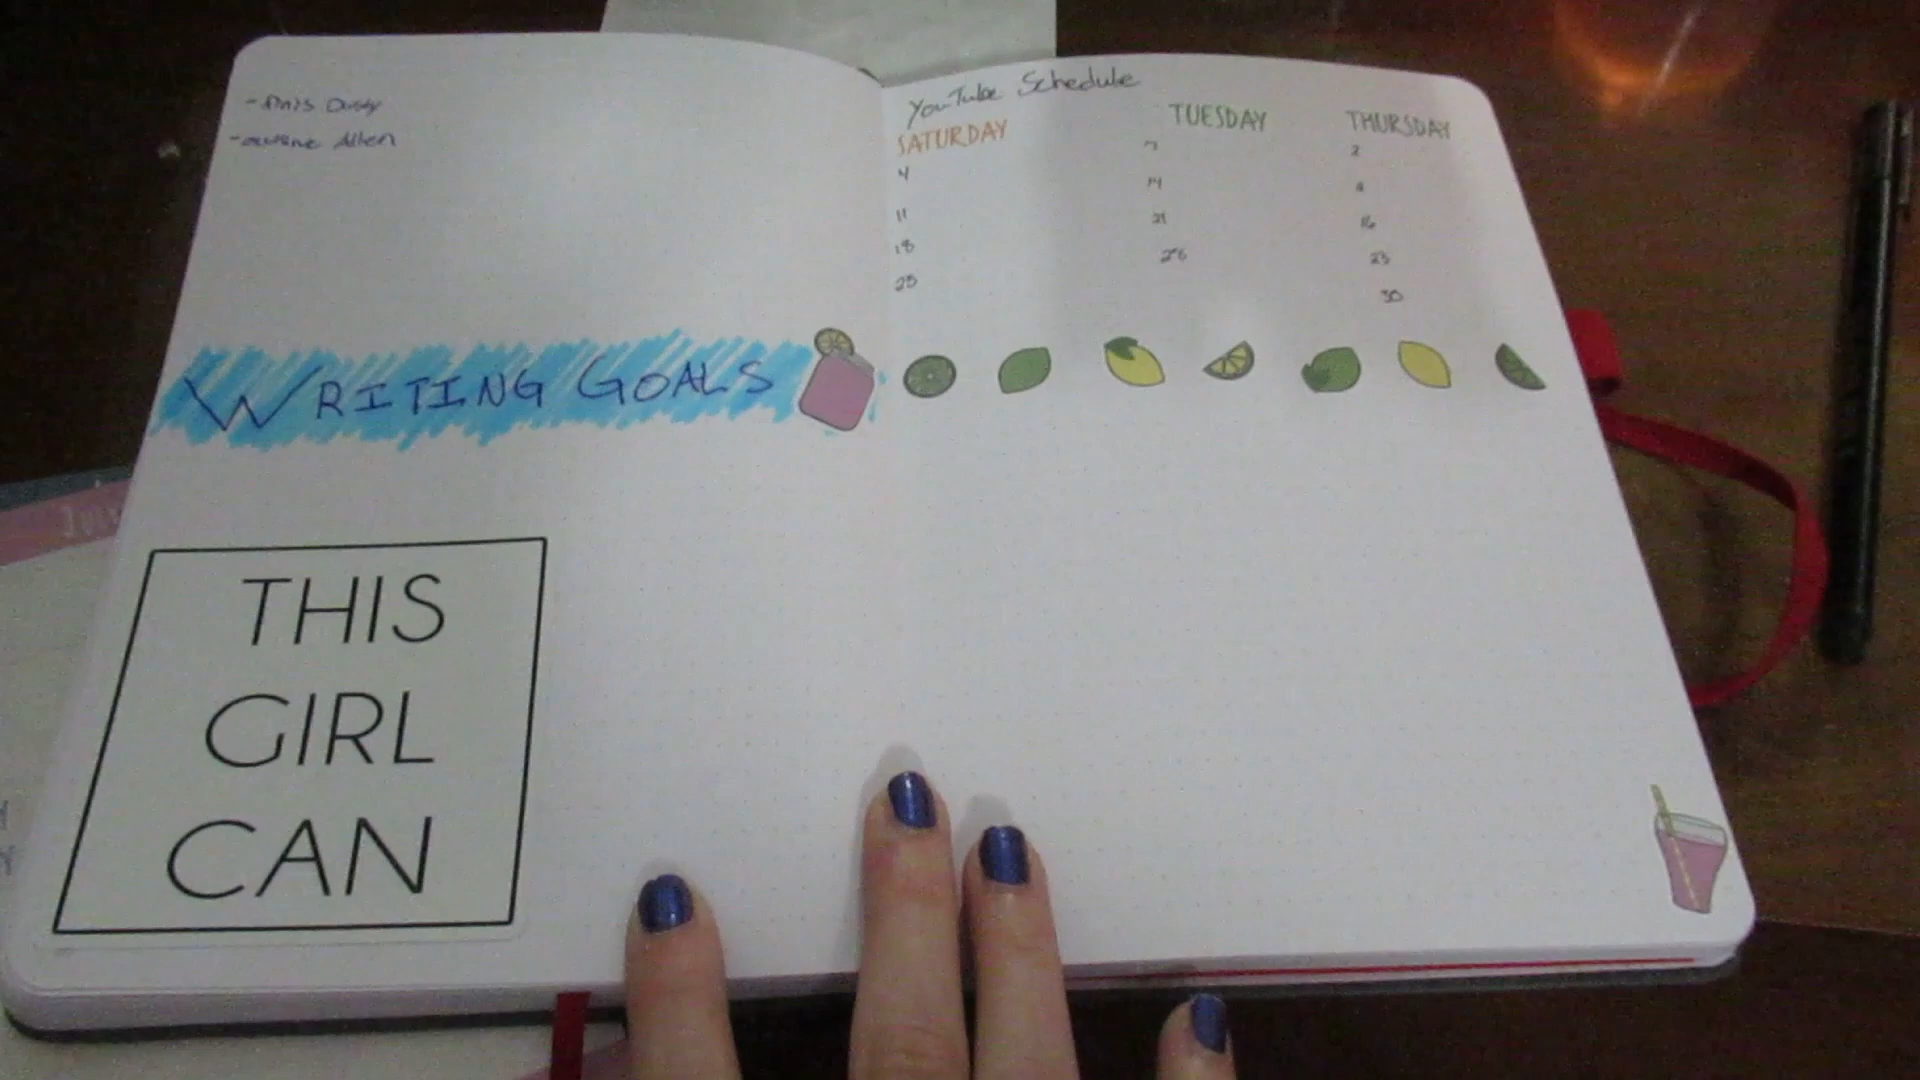 YouTube Schedule
SATURDAY TUESDAY THURSDAY
4 7 2
11 14 9
18 21 16
25 28 23
30
WRITING GOALS
THIS
GIRL
CAN